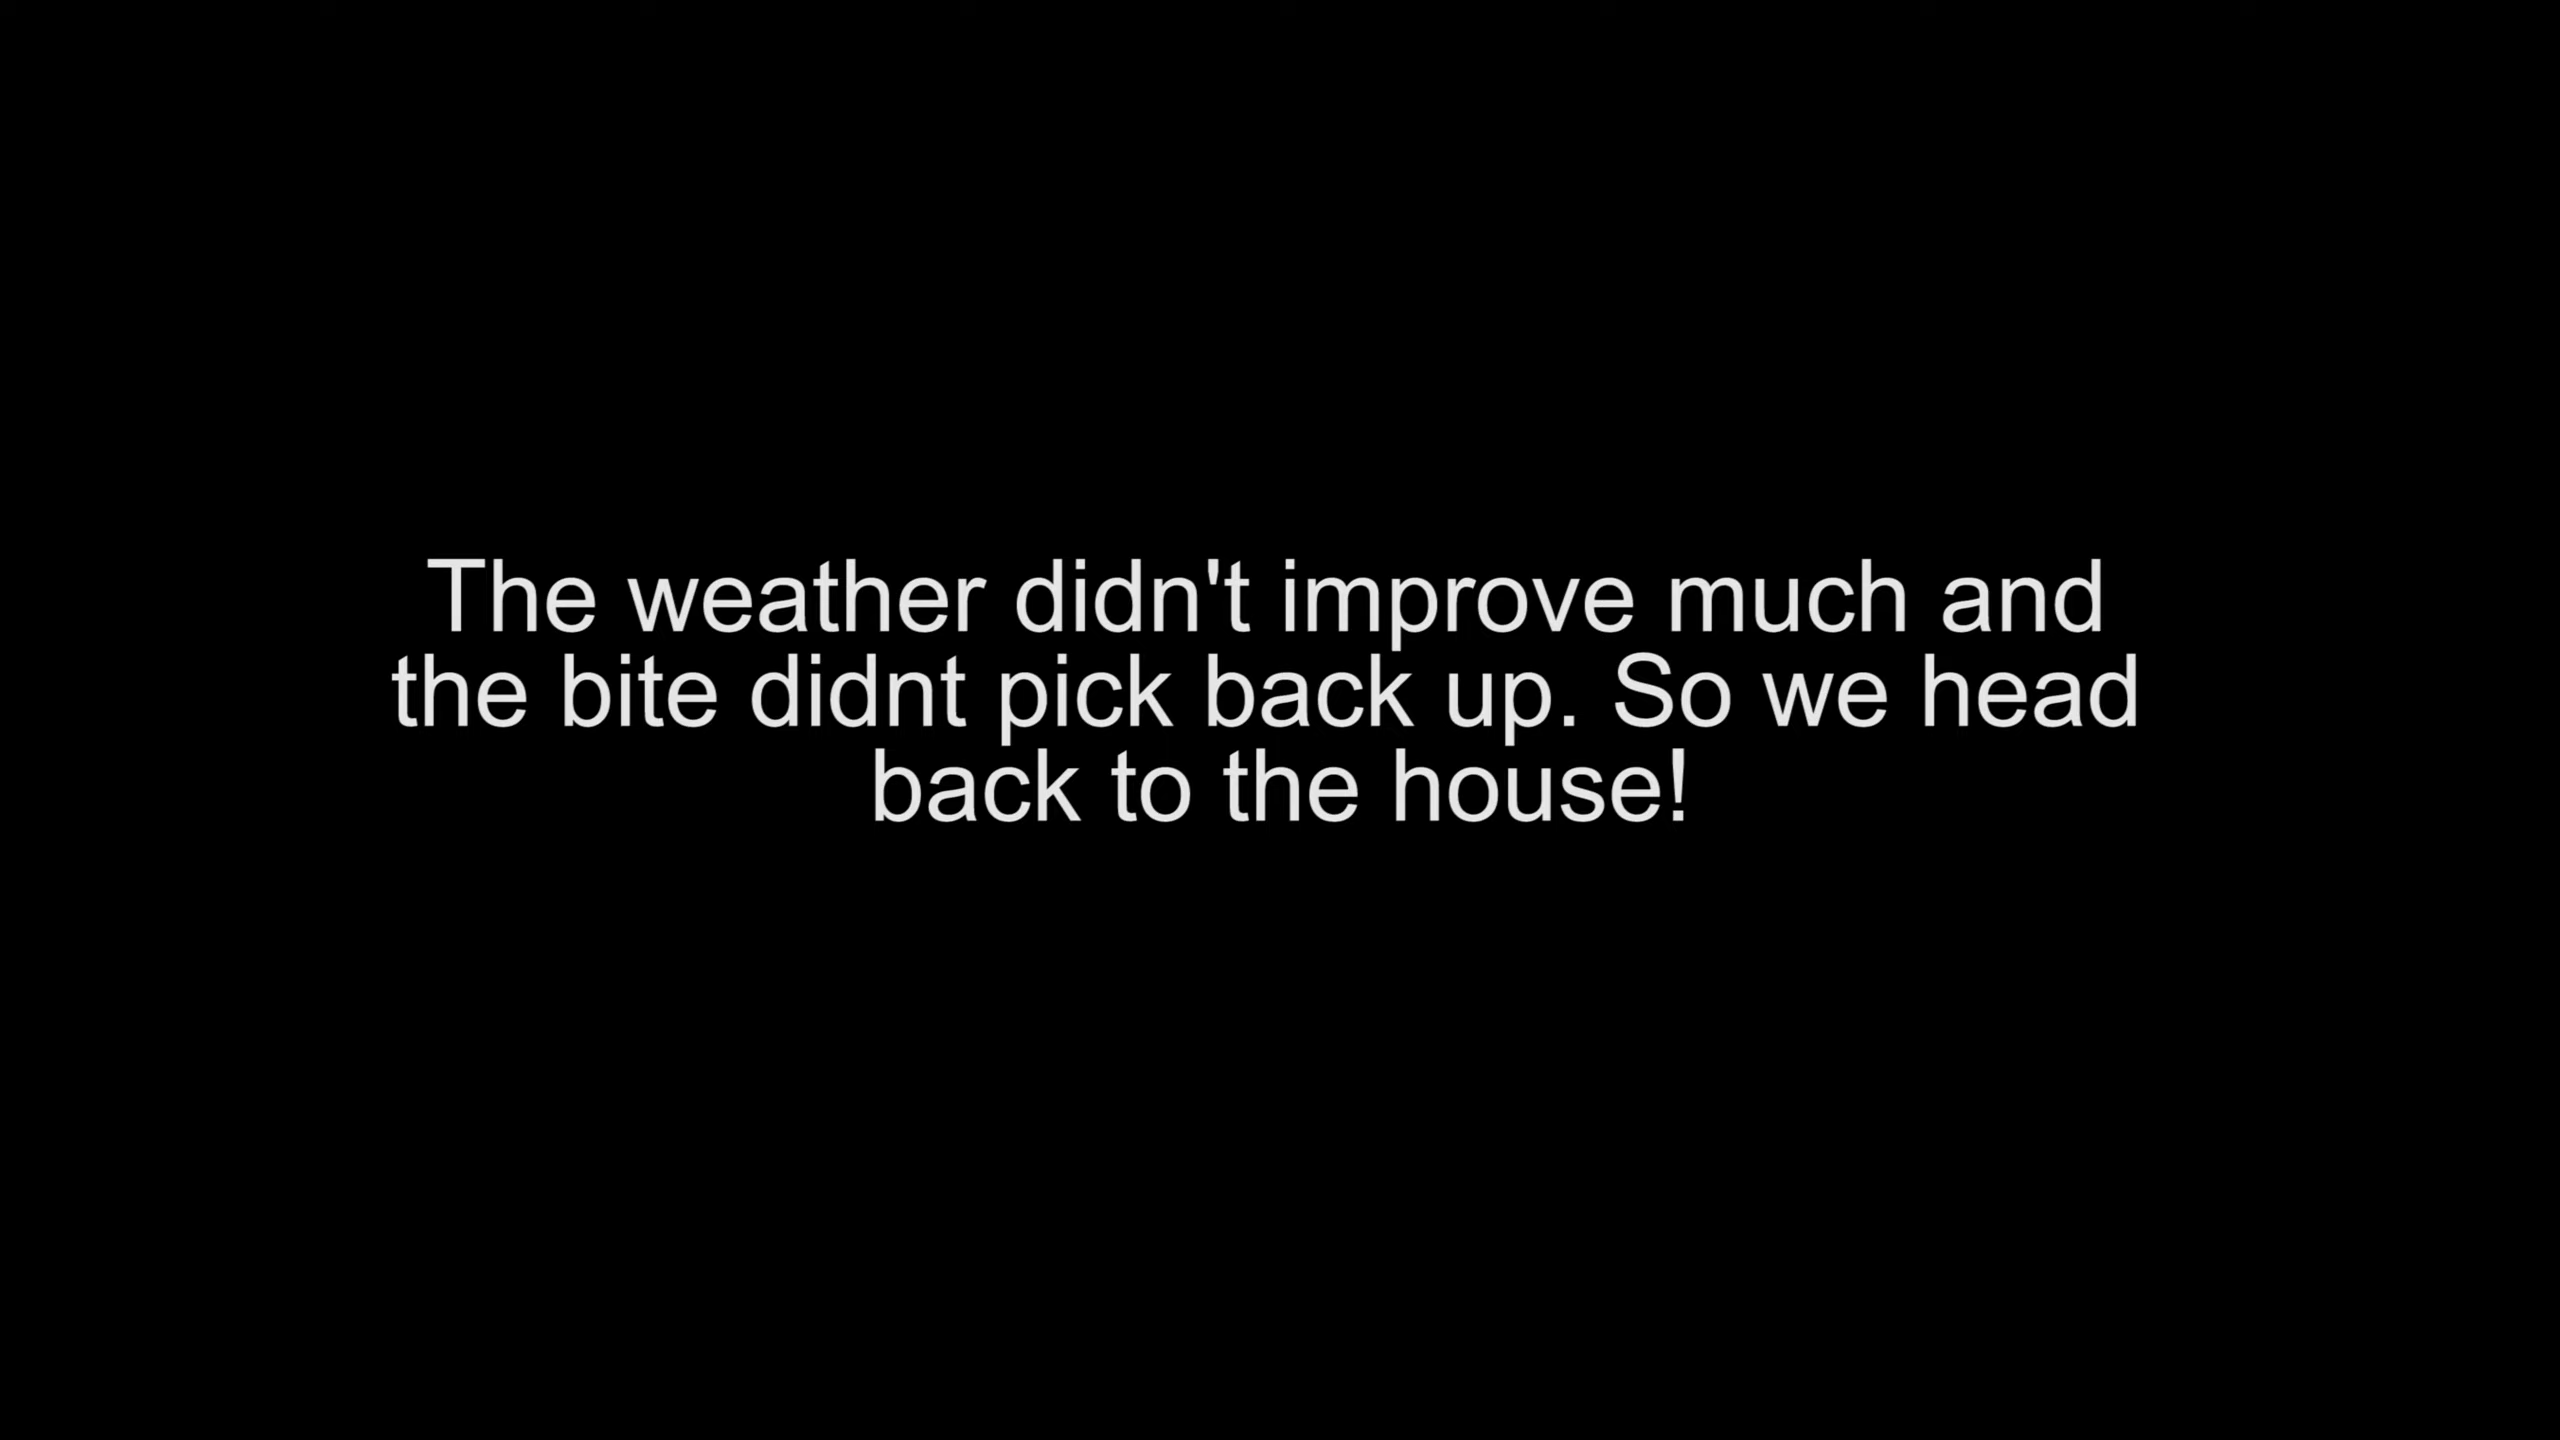 The weather didn't improve much and
the bite didnt pick back up. So we head
back to the house!